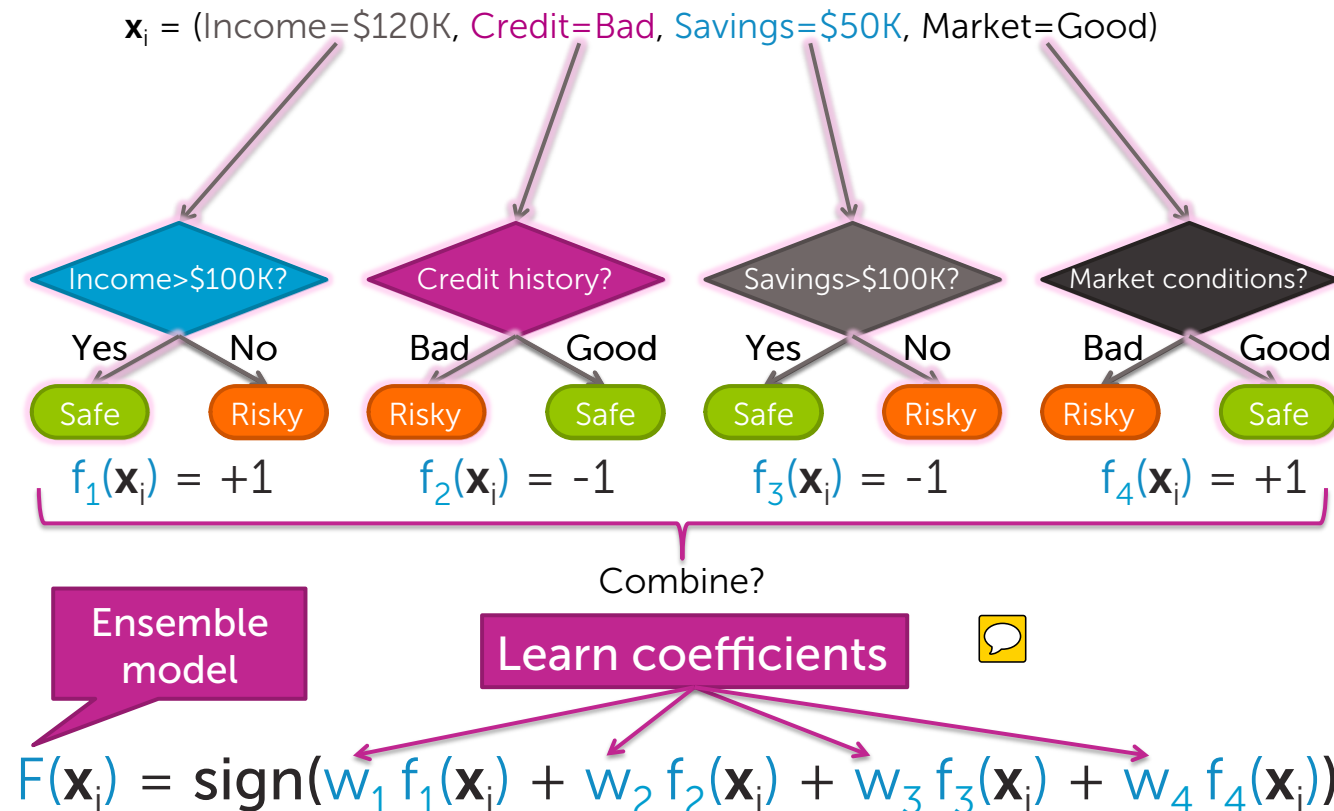 xᵢ = (Income=$120K, Credit=Bad, Savings=$50K, Market=Good)
Income>$100K?
Credit history?
Savings>$100K?
Market conditions?
Yes No
Bad Good
Yes No
Bad Good
Safe Risky
Risky Safe
Safe Risky
Risky Safe
f₁(xᵢ) = +1
f₂(xᵢ) = -1
f₃(xᵢ) = -1
f₄(xᵢ) = +1
Combine?
Ensemble
model
Learn coefficients
F(xᵢ) = sign(w₁ f₁(xᵢ) + w₂ f₂(xᵢ) + w₃ f₃(xᵢ) + w₄ f₄(xᵢ))